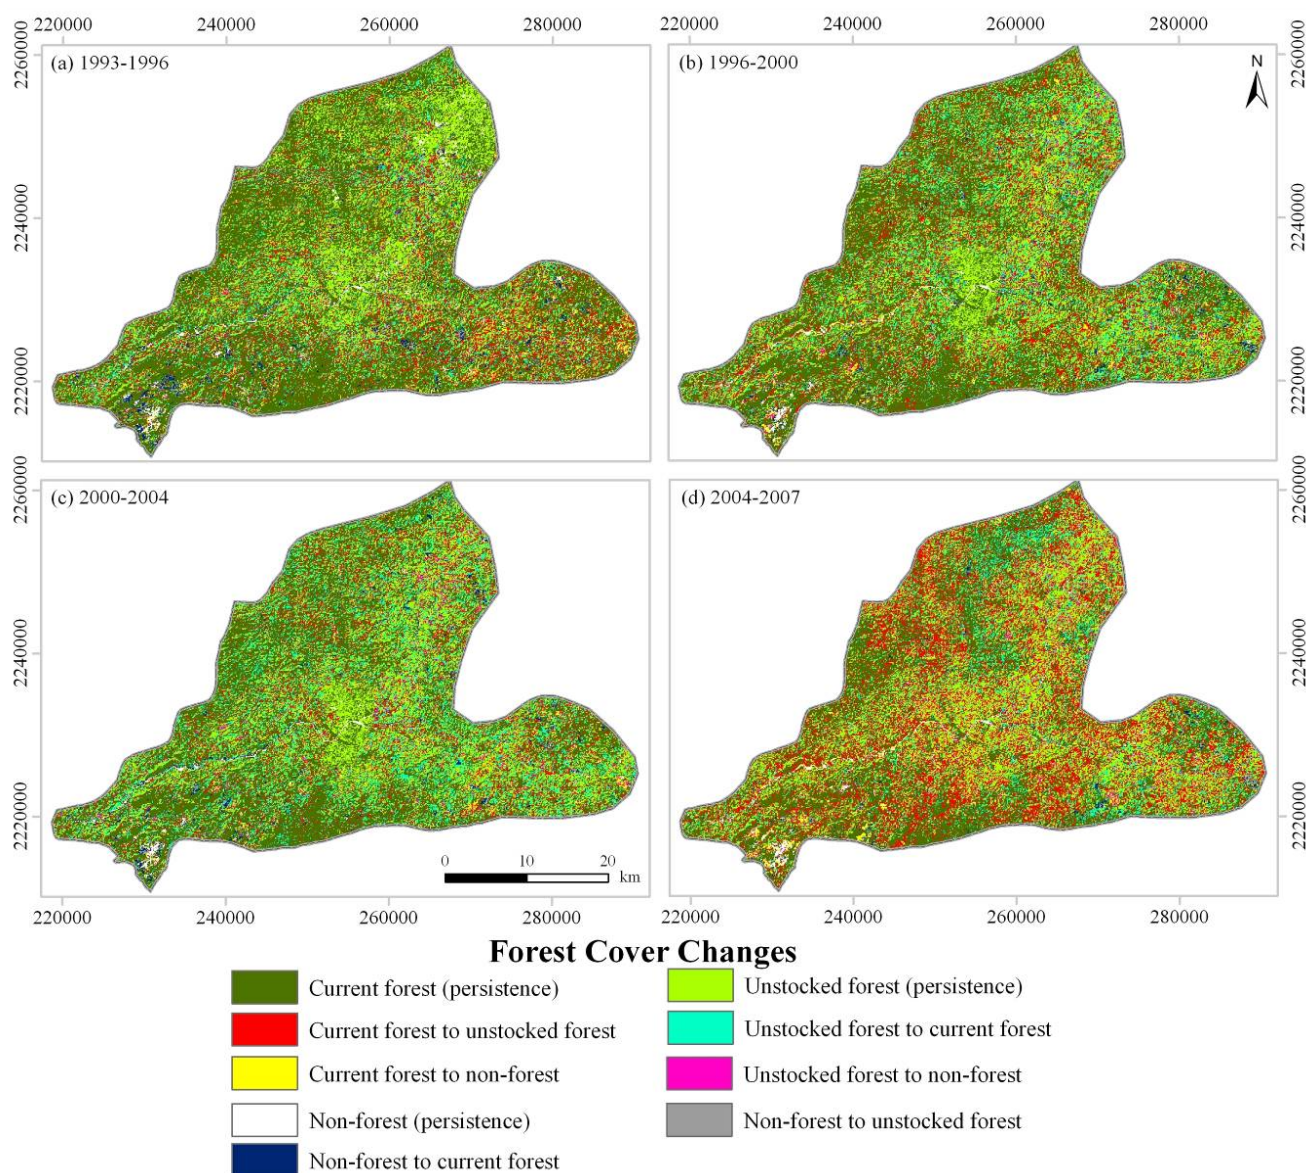 220000 240000 260000 280000 220000 240000 260000 280000
2260000 (a) 1993-1996 (b) 1996-2000 N 2260000
2240000 2240000
2220000 2220000
2260000 (c) 2000-2004 (d) 2004-2007 2260000
2240000 2240000
2220000 0 10 20 km 2220000
220000 240000 260000 280000 220000 240000 260000 280000
Forest Cover Changes
Current forest (persistence) Unstocked forest (persistence)
Current forest to unstocked forest Unstocked forest to current forest
Current forest to non-forest Unstocked forest to non-forest
Non-forest (persistence) Non-forest to unstocked forest
Non-forest to current forest